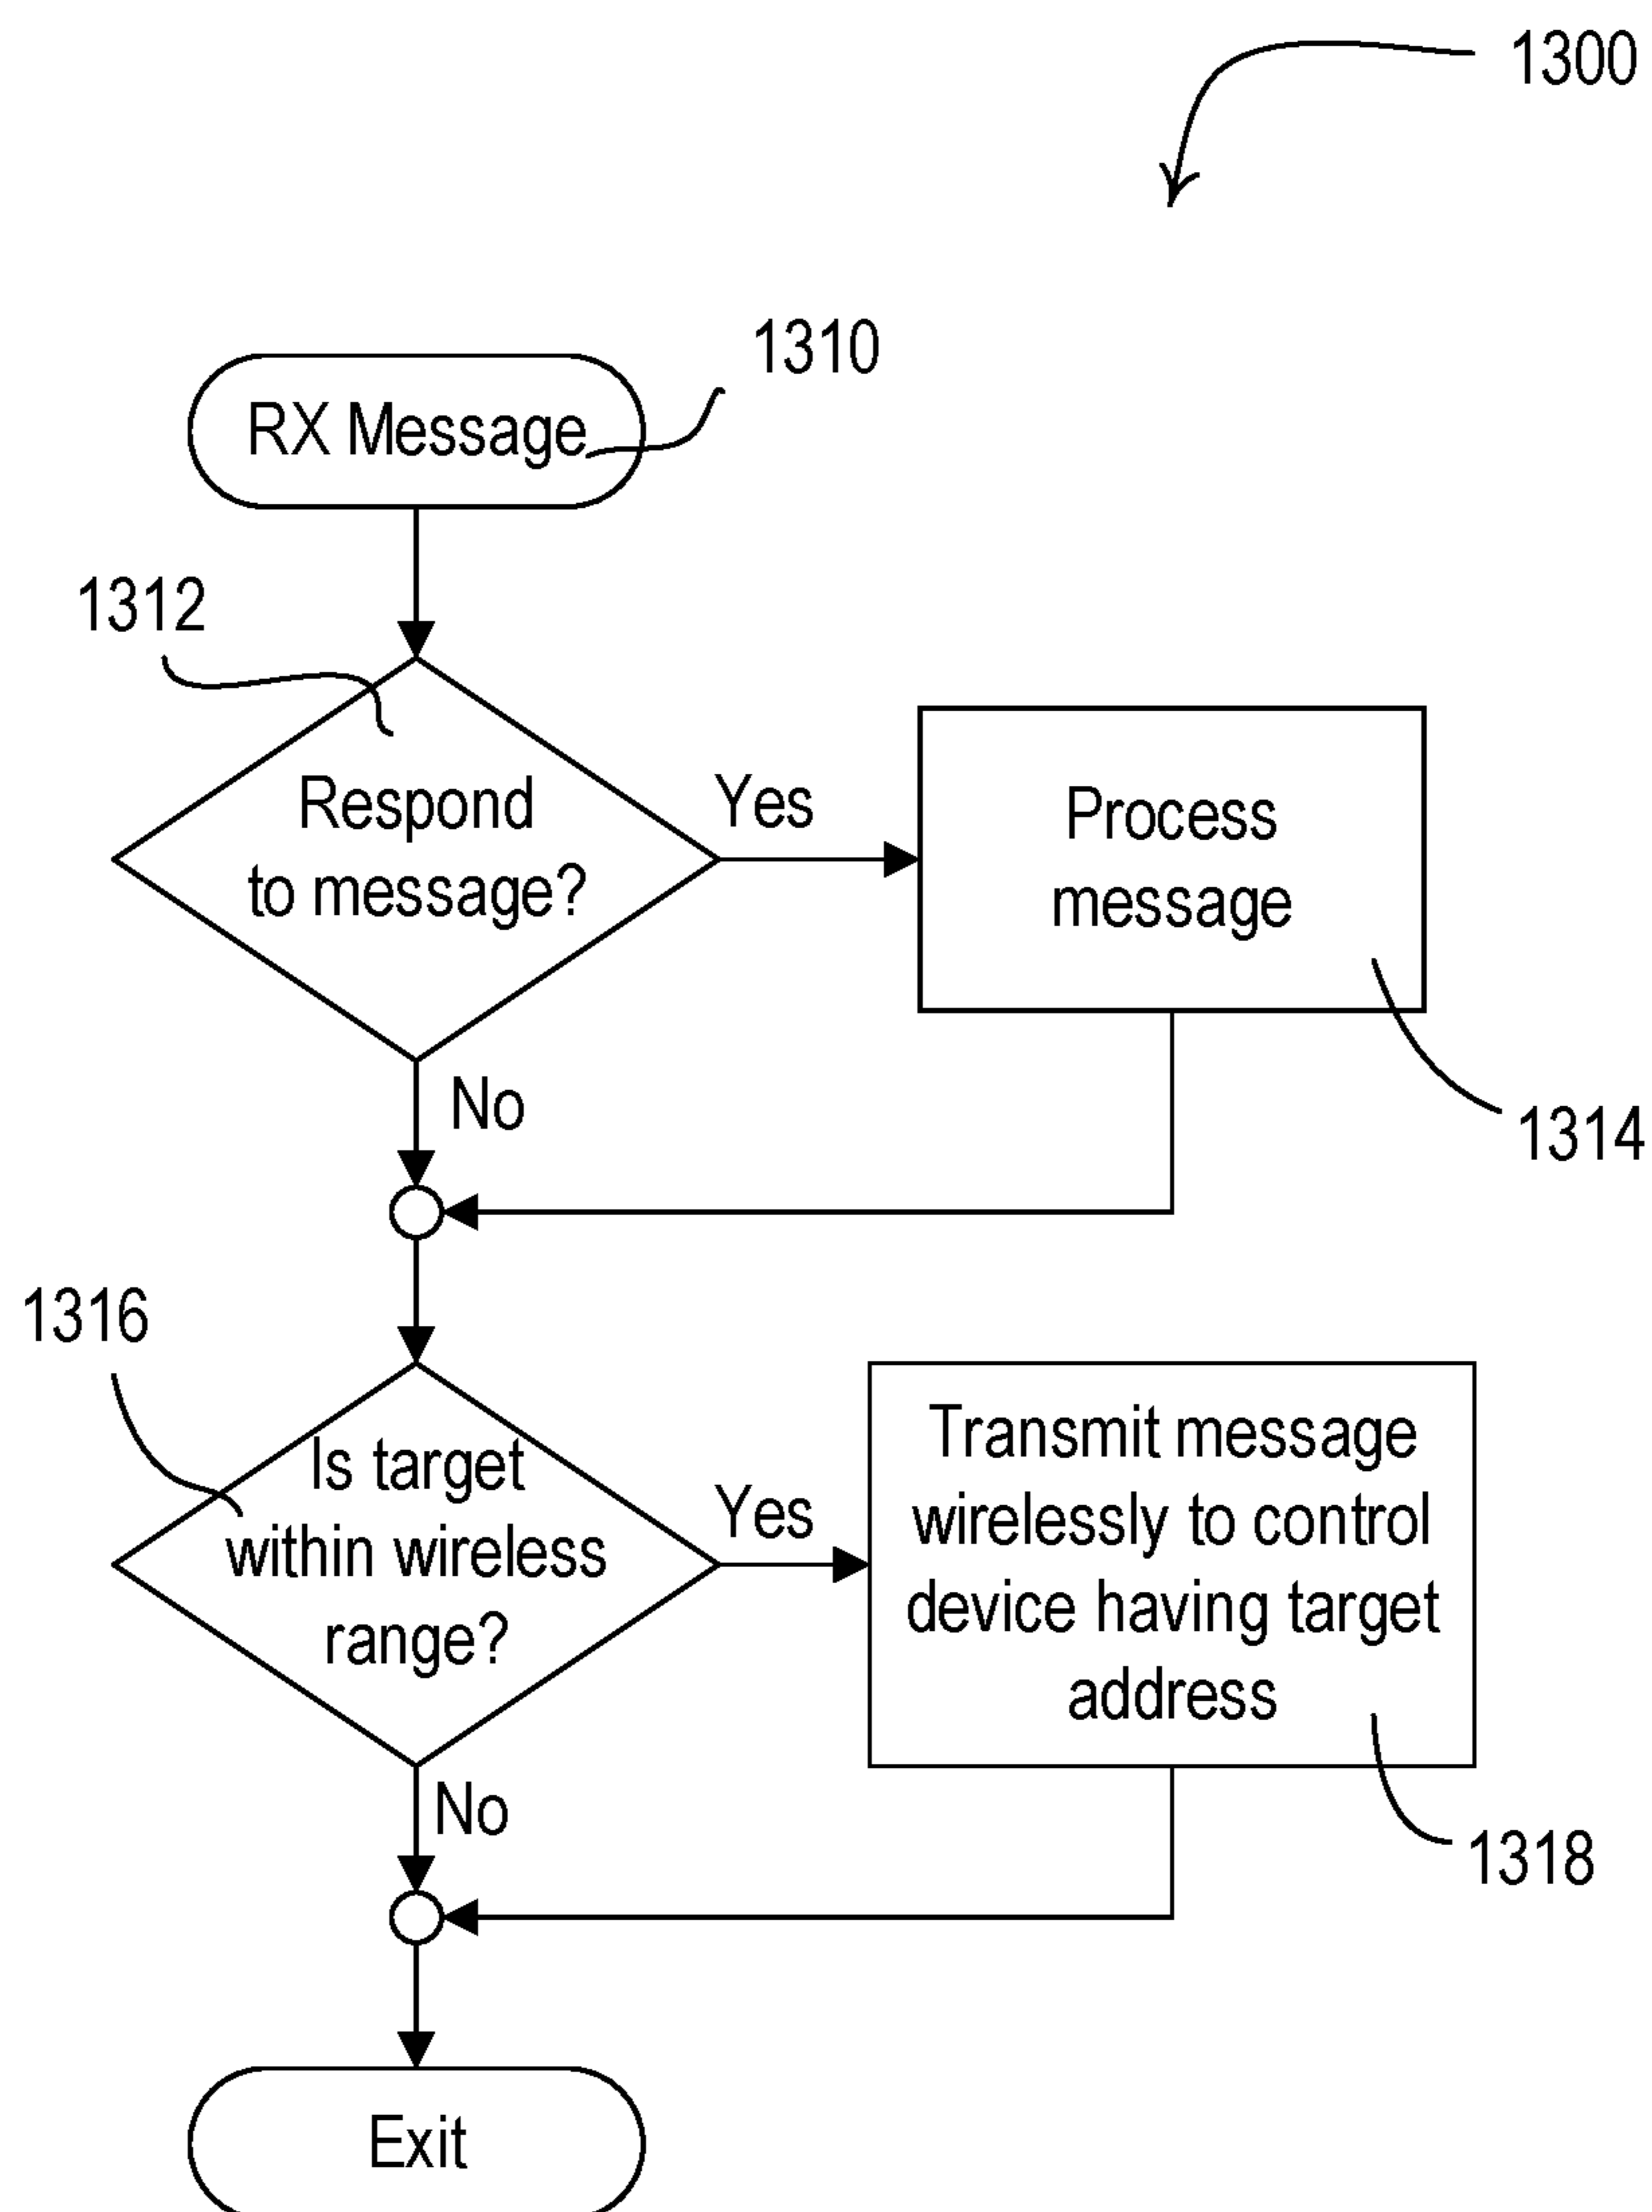 1300
RX Message
1310
1312
Respond
to message?
Yes
Process
message
1314
No
1316
Is target
within wireless
range?
Yes
Transmit message
wirelessly to control
device having target
address
1318
No
Exit